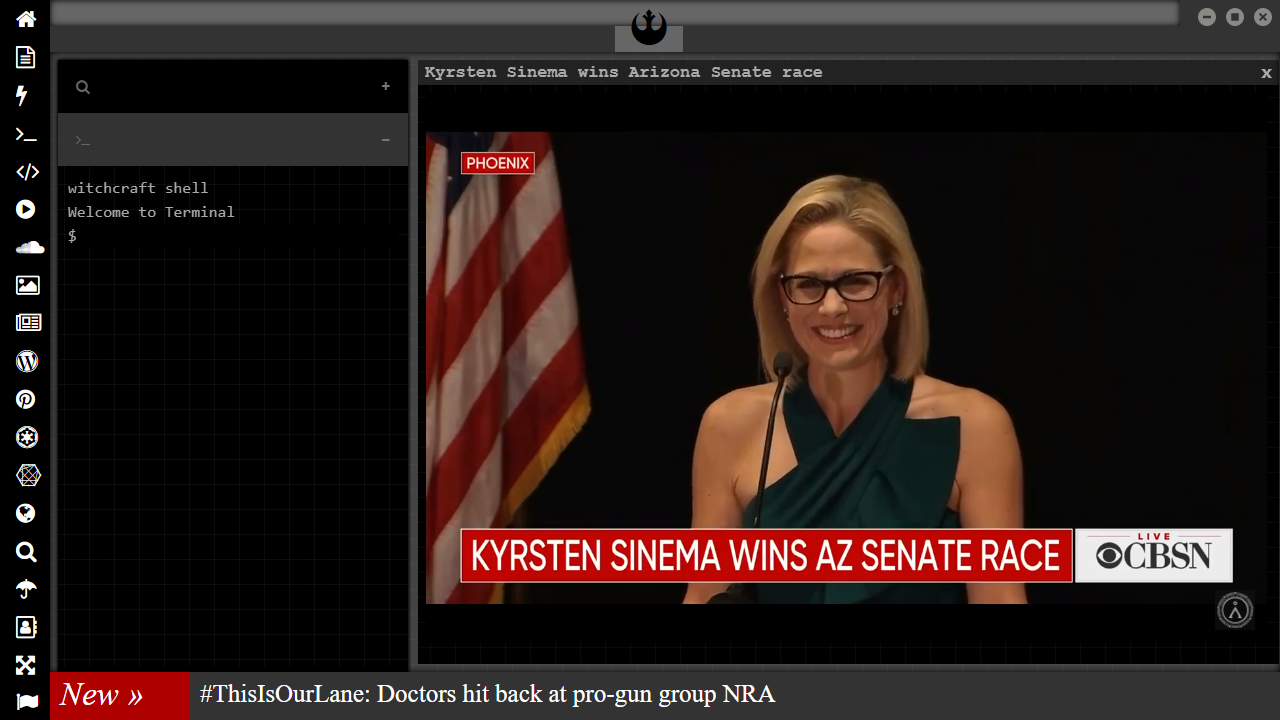 Kyrsten Sinema wins Arizona Senate race
x
+
>_
−
witchcraft shell
Welcome to Terminal
$
PHOENIX
KYRSTEN SINEMA WINS AZ SENATE RACE
LIVE
CBSN
New »
#ThisIsOurLane: Doctors hit back at pro-gun group NRA